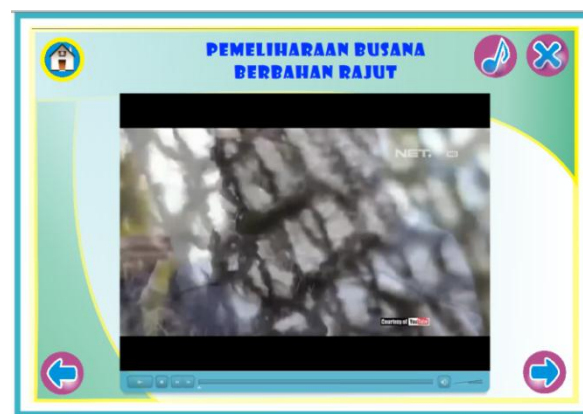 PEMELIHARAAN BUSANA
BERBAHAN RAJUT
NET.
Courtesy of YouTube